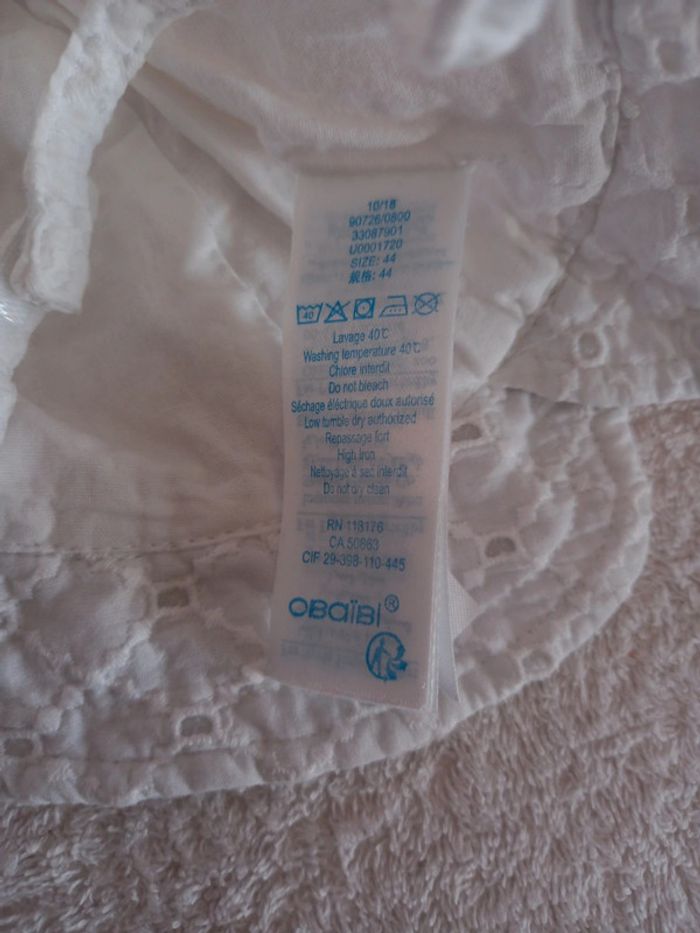 10/18
90726/0800
33087901
U0001720
SIZE: 44
规格: 44
40
Lavage 40℃
Washing temperature 40℃
Chlore interdit
Do not bleach
Séchage éléctrique doux autorisé
Low tumble dry authorized
Repassage fort
High Iron
Nettoyage à sec interdit
Do not dry clean
RN 118176
CA 50863
CIF 29-398-110-445
OBAÏBI®